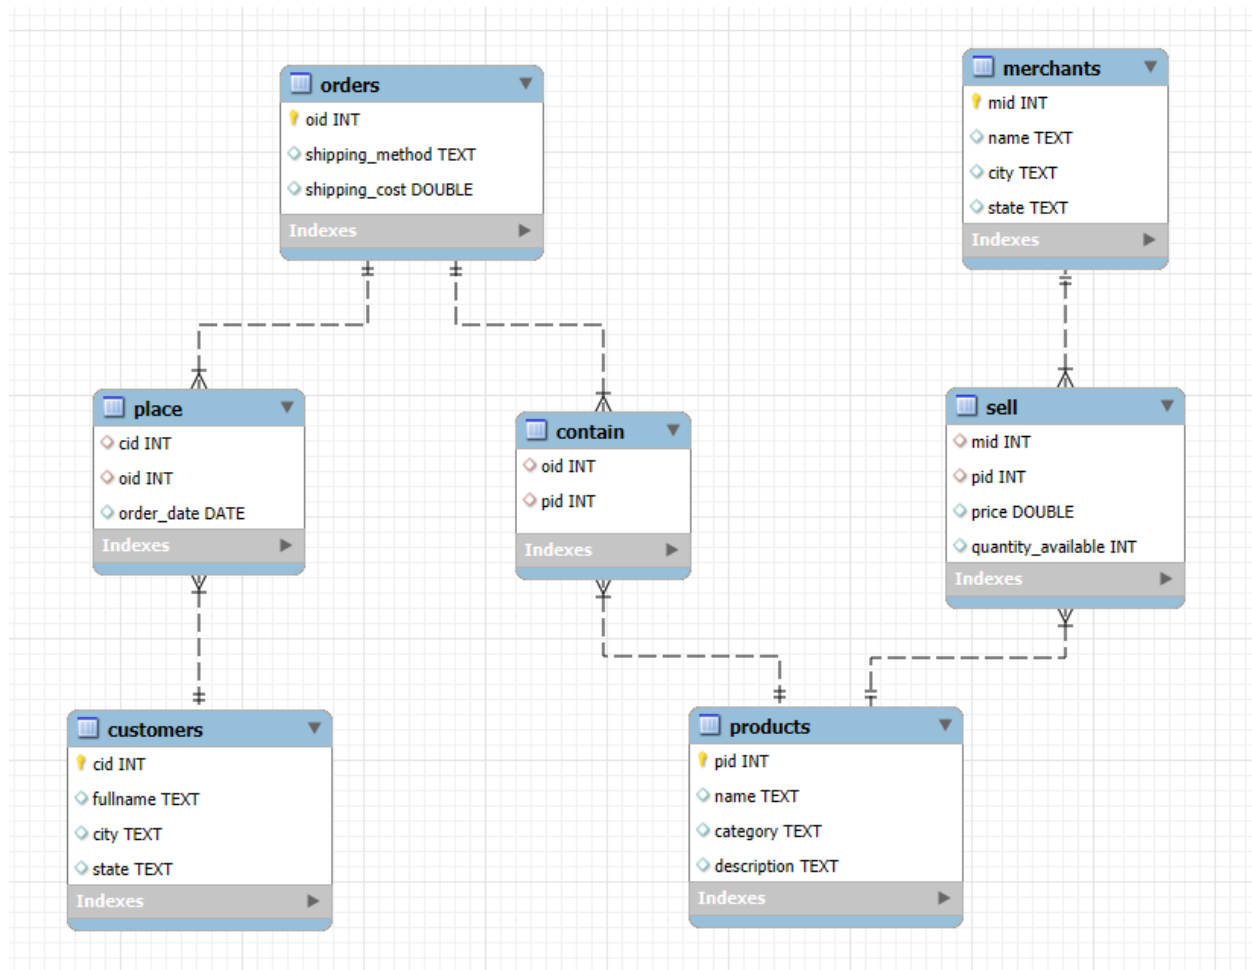 orders
oid INT
shipping_method TEXT
shipping_cost DOUBLE
Indexes
merchants
mid INT
name TEXT
city TEXT
state TEXT
Indexes
place
cid INT
oid INT
order_date DATE
Indexes
contain
oid INT
pid INT
Indexes
sell
mid INT
pid INT
price DOUBLE
quantity_available INT
Indexes
customers
cid INT
fullname TEXT
city TEXT
state TEXT
Indexes
products
pid INT
name TEXT
category TEXT
description TEXT
Indexes